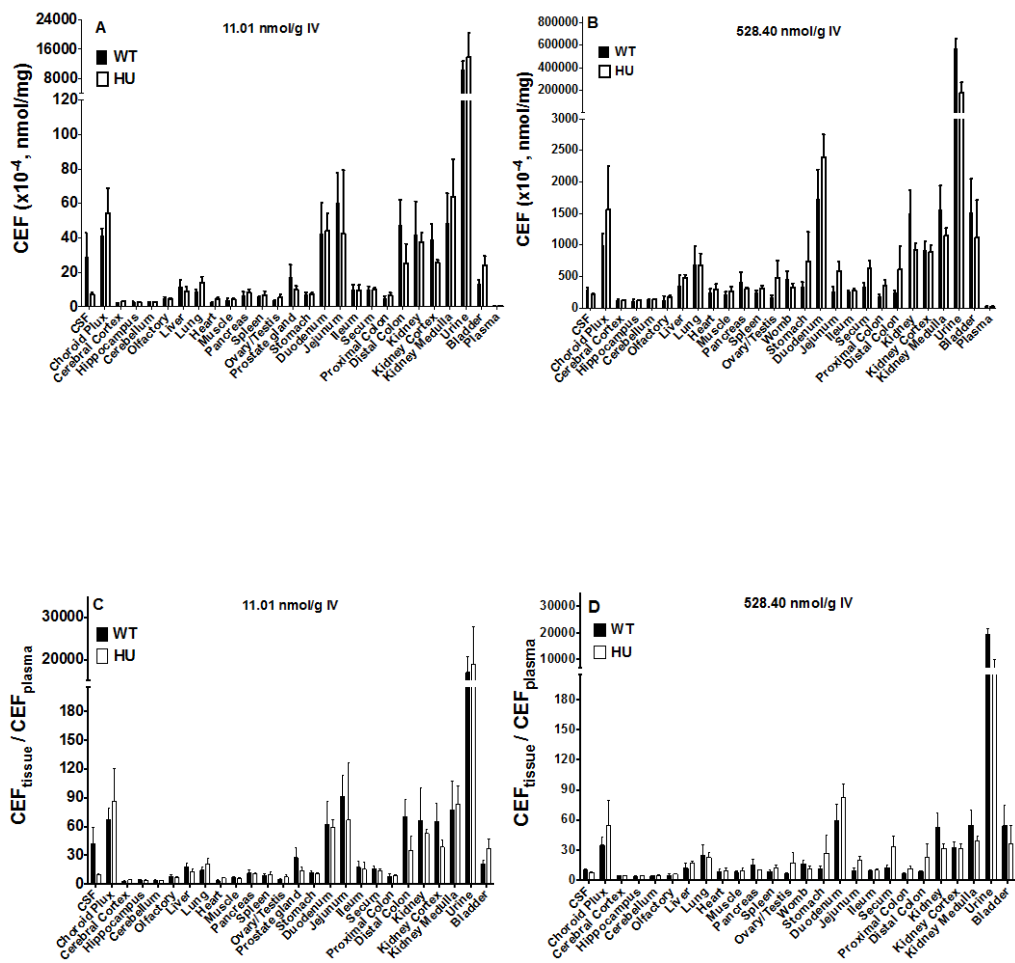 A
11.01 nmol/g IV
WT
HU
CEF (x10⁻⁴, nmol/mg)
24000
16000
8000
120
100
80
60
40
20
0
CSF
Choroid Plux
Cerebral Cortex
Hippocampus
Cerebellum
Olfactory
Liver
Lung
Heart
Muscle
Pancreas
Spleen
Ovary/Testis
Prostate gland
Stomach
Duodenum
Jejunum
Ileum
Secum
Proximal Colon
Distal Colon
Kidney
Kidney Cortex
Kidney Medulla
Urine
Bladder
Plasma
B
528.40 nmol/g IV
WT
HU
CEF (x10⁻⁴, nmol/mg)
800000
600000
400000
200000
3000
2500
2000
1500
1000
500
0
CSF
Choroid Plux
Cerebral Cortex
Hippocampus
Cerebellum
Olfactory
Liver
Lung
Heart
Muscle
Pancreas
Spleen
Ovary/Testis
Womb
Stomach
Duodenum
Jejunum
Ileum
Secum
Proximal Colon
Distal Colon
Kidney
Kidney Cortex
Kidney Medulla
Urine
Bladder
Plasma
C
11.01 nmol/g IV
WT
HU
CEFtissue / CEFplasma
30000
20000
180
150
120
90
60
30
0
CSF
Choroid Plux
Cerebral Cortex
Hippocampus
Cerebellum
Olfactory
Liver
Lung
Heart
Muscle
Pancreas
Spleen
Ovary/Testis
Prostate gland
Stomach
Duodenum
Jejunum
Ileum
Secum
Proximal Colon
Distal Colon
Kidney
Kidney Cortex
Kidney Medulla
Urine
Bladder
D
528.40 nmol/g IV
WT
HU
CEFtissue / CEFplasma
30000
20000
10000
180
150
120
90
60
30
0
CSF
Choroid Plux
Cerebral Cortex
Hippocampus
Cerebellum
Olfactory
Liver
Lung
Heart
Muscle
Pancreas
Spleen
Ovary/Testis
Womb
Stomach
Duodenum
Jejunum
Ileum
Secum
Proximal Colon
Distal Colon
Kidney
Kidney Cortex
Kidney Medulla
Urine
Bladder